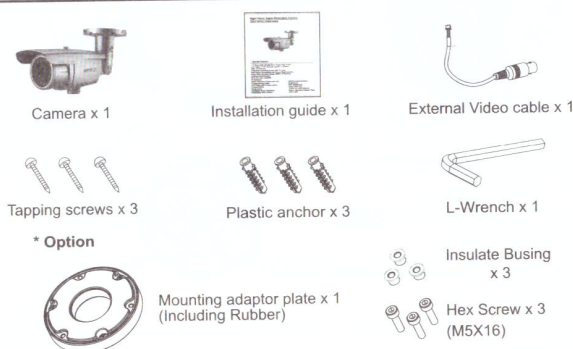 Camera x 1
Installation guide x 1
External Video cable x 1
Tapping screws x 3
Plastic anchor x 3
L-Wrench x 1
* Option
Mounting adaptor plate x 1
(Including Rubber)
Insulate Busing
x 3
Hex Screw x 3
(M5X16)